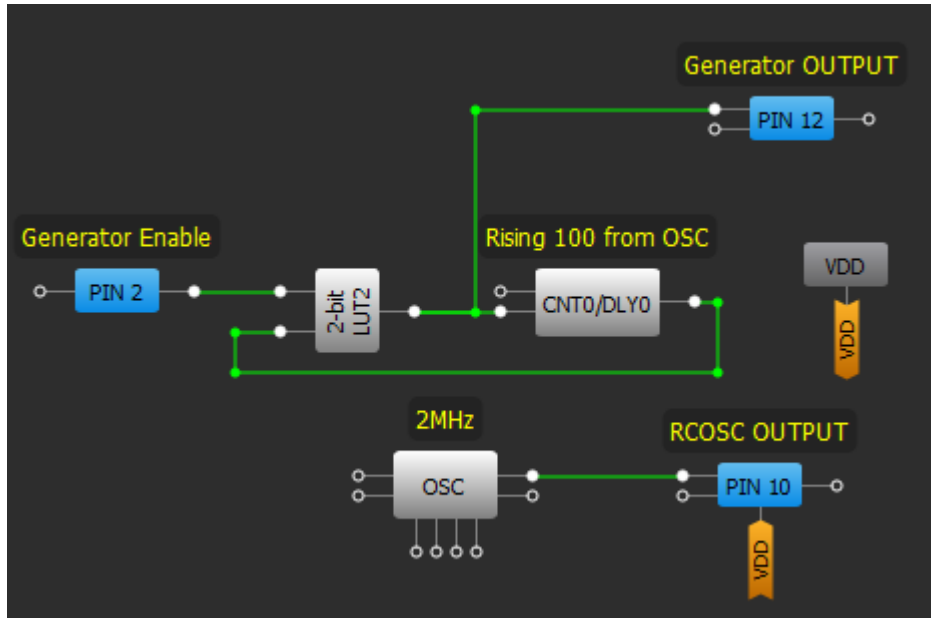 Generator OUTPUT
PIN 12
Generator Enable
Rising 100 from OSC
VDD
PIN 2
2-bit
LUT2
CNT0/DLY0
VDD
2MHz
RCOSC OUTPUT
OSC
PIN 10
VDD